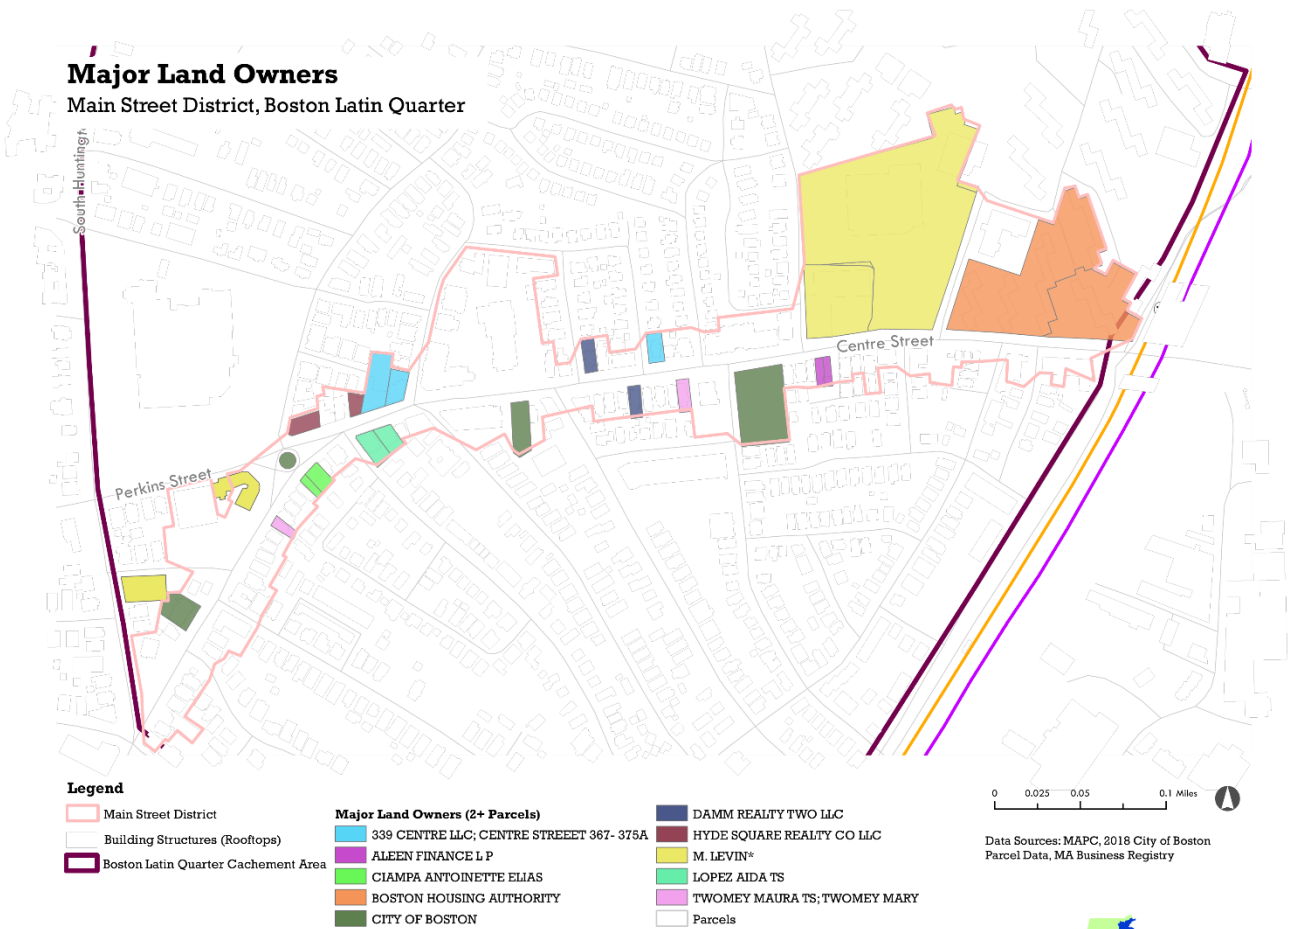 Major Land Owners
Main Street District, Boston Latin Quarter
South Huntingt
Centre Street
Perkins Street
Legend
Main Street District
Building Structures (Rooftops)
Boston Latin Quarter Cachement Area
Major Land Owners (2+ Parcels)
339 CENTRE LLC; CENTRE STREEET 367- 375A
ALEEN FINANCE L P
CIAMPA ANTOINETTE ELIAS
BOSTON HOUSING AUTHORITY
CITY OF BOSTON
DAMM REALTY TWO LLC
HYDE SQUARE REALTY CO LLC
M. LEVIN*
LOPEZ AIDA TS
TWOMEY MAURA TS; TWOMEY MARY
Parcels
0 0.025 0.05 0.1 Miles
Data Sources: MAPC, 2018 City of Boston
Parcel Data, MA Business Registry